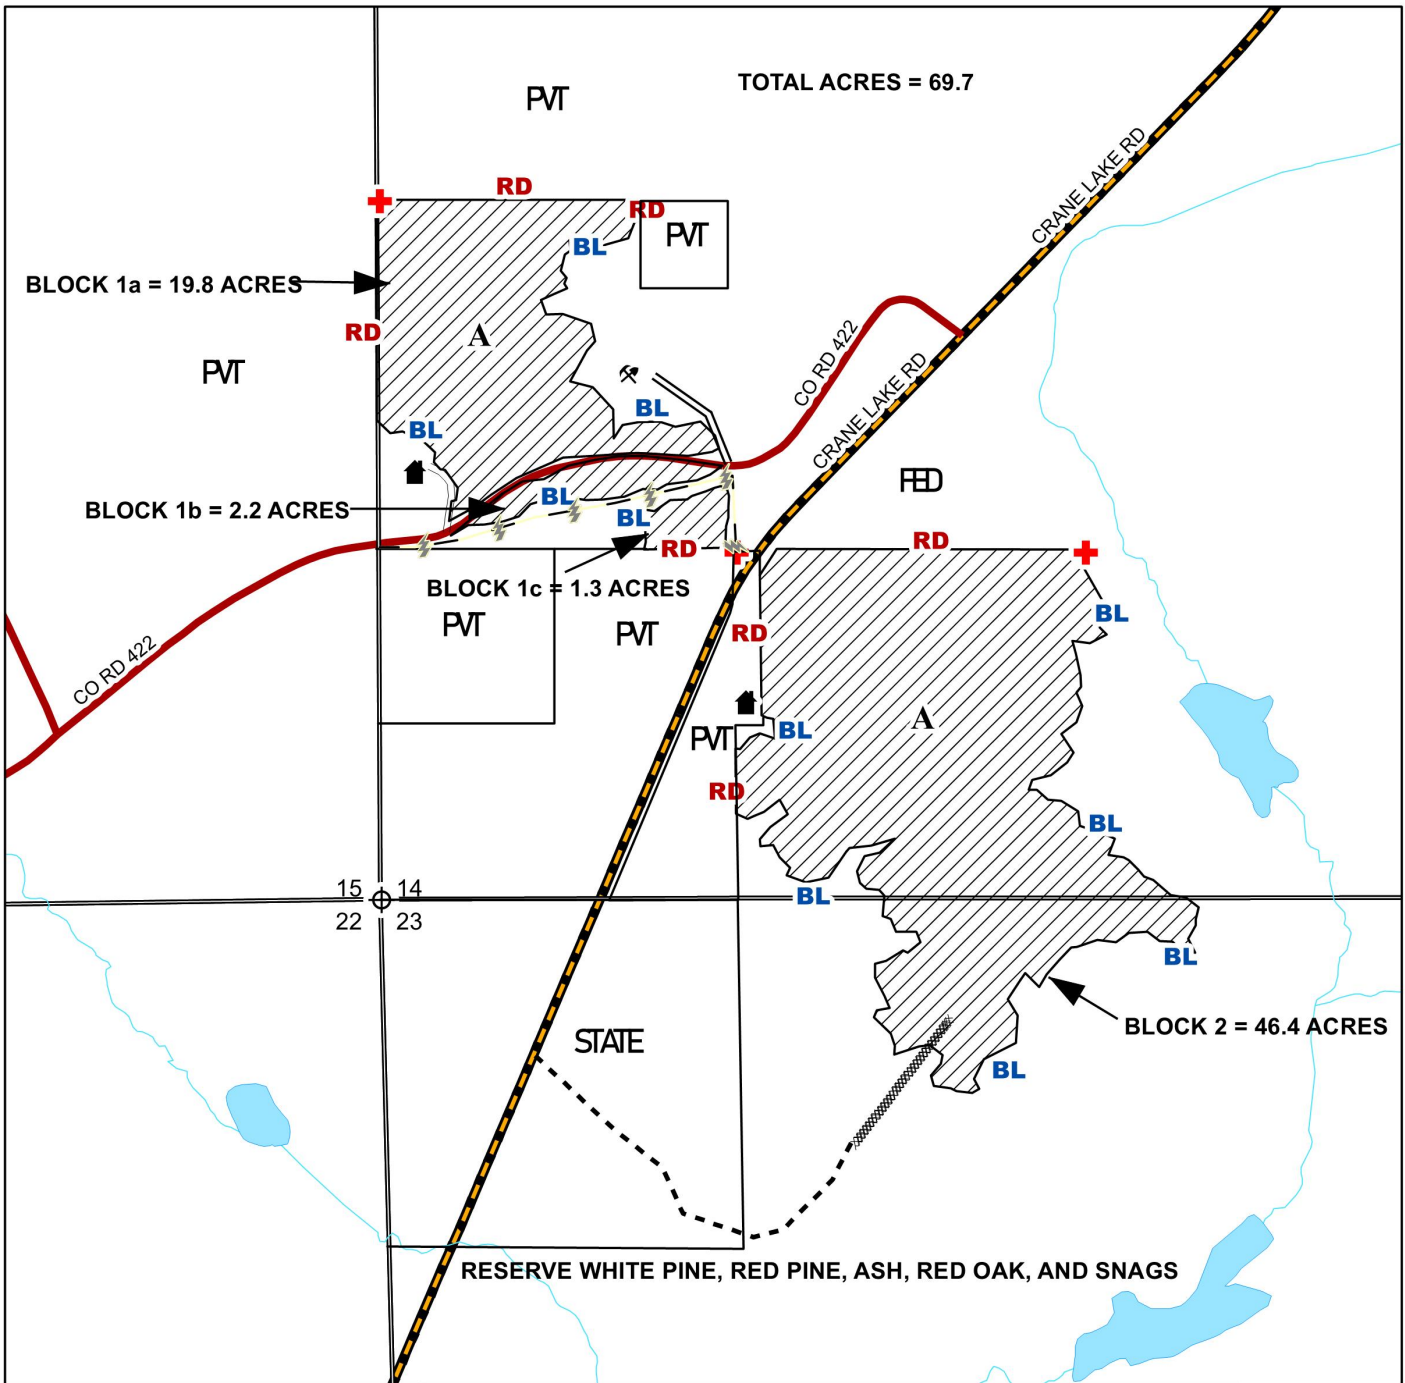 TOTAL ACRES = 69.7
PVT
CRANE LAKE RD
RD
RD
PVT
BL
BLOCK 1a = 19.8 ACRES
RD
A
PVT
CO RD 422
CRANE LAKE RD
BL
BL
FED
BL
BLOCK 1b = 2.2 ACRES
BL
RD
RD
BLOCK 1c = 1.3 ACRES
PVT
PVT
RD
BL
CO RD 422
A
PVT
BL
RD
BL
15 14
BL
22 23
BL
BLOCK 2 = 46.4 ACRES
STATE
BL
RESERVE WHITE PINE, RED PINE, ASH, RED OAK, AND SNAGS